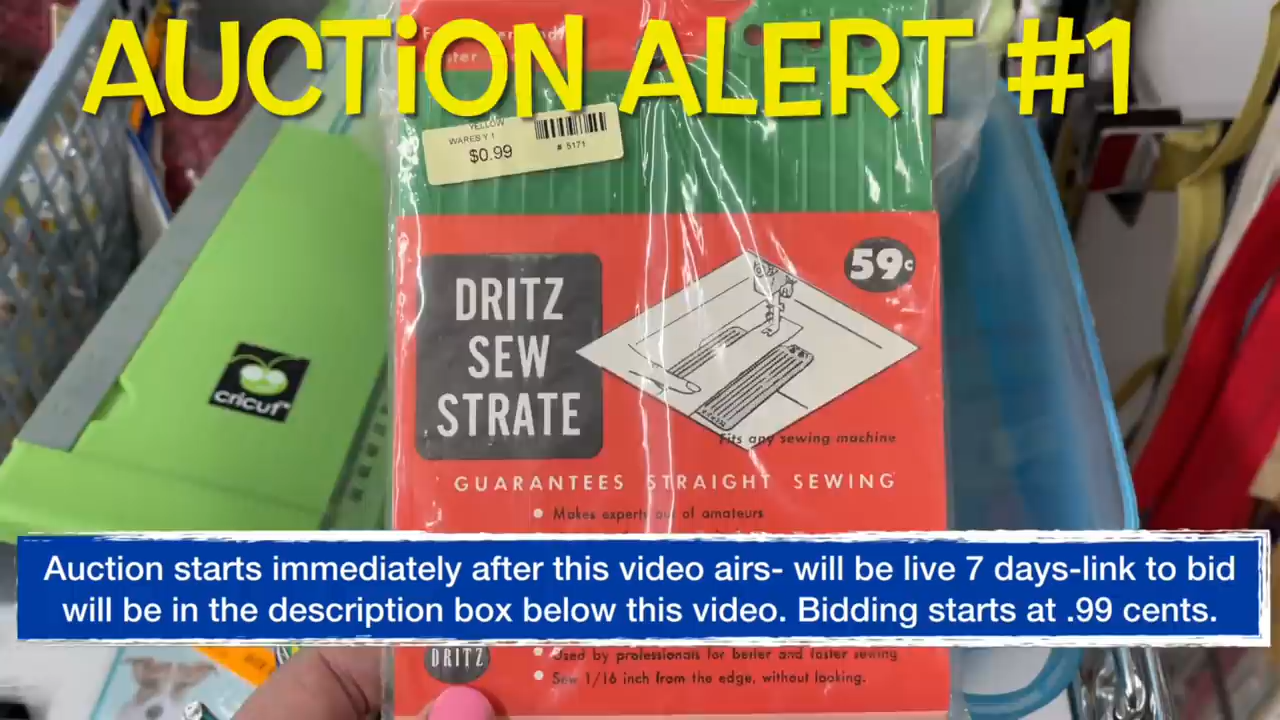 AUCTiON ALERT #1
YELLOW
WARES Y 1
$0.99
# 5171
59c
DRITZ
SEW
STRATE
cricut
Fits any sewing machine
GUARANTEES STRAIGHT SEWING
Makes experts out of amateurs
Auction starts immediately after this video airs- will be live 7 days-link to bid
will be in the description box below this video. Bidding starts at .99 cents.
DRITZ
Used by professionals for better and faster sewing
Sew 1/16 inch from the edge, without looking.